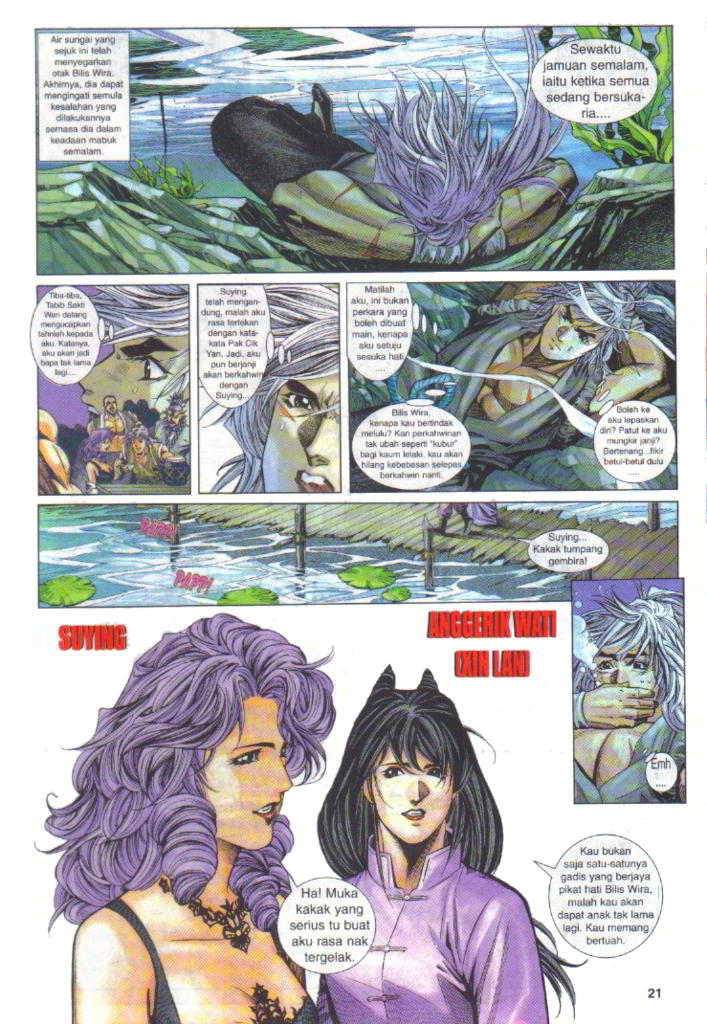 Air sungai yang
sejuk ini telah
menyegarkan
otak Bilis Wira.
Akhirnya, dia dapat
mengingati semula
kesalahan yang
dilakukannya
semasa dia dalam
keadaan mabuk
semalam.
Sewaktu
jamuan semalam,
iaitu ketika semua
sedang bersuka-
ria....
Tiba-tiba,
Tabib Sakti
Wan datang
mengucapkan
tahniah kepada
aku. Katanya,
aku akan jadi
bapa tak lama
lagi....
Suying
telah mengan-
dung, malah aku
rasa tertekan
dengan kata-
kata Pak Cik
Yan. Jadi, aku
pun berjanji
akan berkahwin
dengan
Suying...
Matilah
aku, ini bukan
perkara yang
boleh dibuat
main, kenapa
aku setuju
sesuka hati
....
Bilis Wira,
kenapa kau bertindak
melulu? Kan perkahwinan
tak ubah seperti "kubur"
bagi kaum lelaki, kau akan
hilang kebebasan selepas
berkahwin nanti.
Boleh ke
aku lepaskan
diri? Patut ke aku
mungkir janji?
Bertenang...fikir
betul-betul dulu
.....
PAPP!
PAPP!
Suying...
Kakak tumpang
gembira!
SUYING
ANGGERIK WATI
(XIN LAN)
Emh
....
Ha! Muka
kakak yang
serius tu buat
aku rasa nak
tergelak.
Kau bukan
saja satu-satunya
gadis yang berjaya
pikat hati Bilis Wira,
malah kau akan
dapat anak tak lama
lagi. Kau memang
bertuah.
21